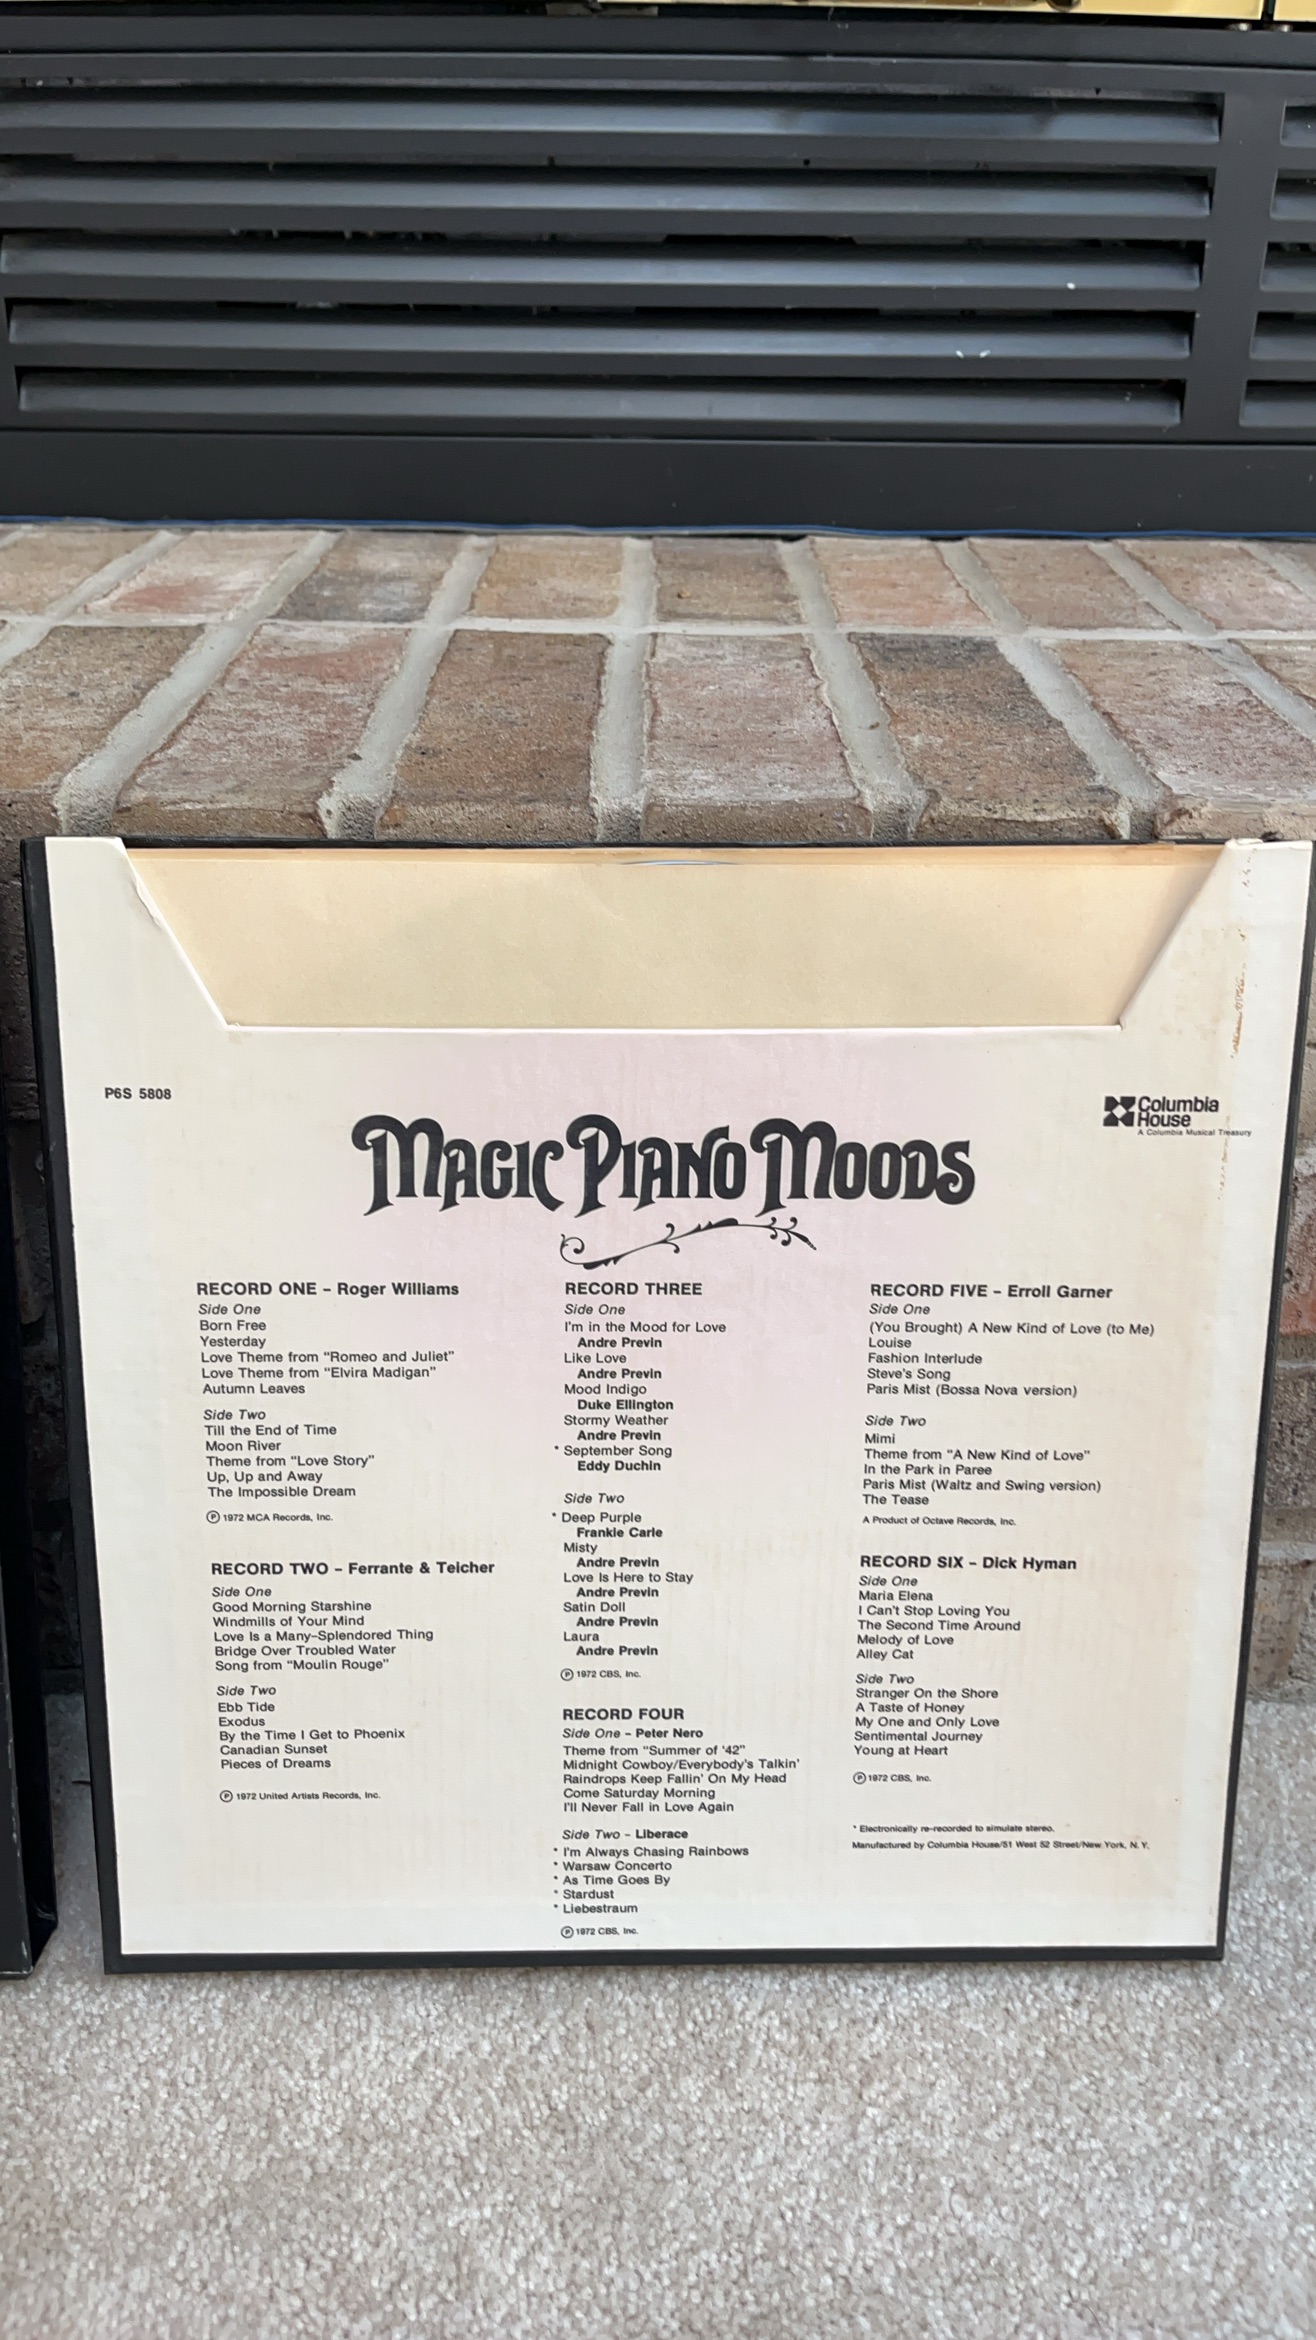 P6S 5808
Columbia
House
A Columbia Musical Treasury
MAGIC PIANO MOODS
RECORD ONE – Roger Williams
Side One
Born Free
Yesterday
Love Theme from “Romeo and Juliet”
Love Theme from “Elvira Madigan”
Autumn Leaves
Side Two
Till the End of Time
Moon River
Theme from “Love Story”
Up, Up and Away
The Impossible Dream
Ⓟ 1972 MCA Records, Inc.
RECORD TWO – Ferrante & Teicher
Side One
Good Morning Starshine
Windmills of Your Mind
Love Is a Many–Splendored Thing
Bridge Over Troubled Water
Song from “Moulin Rouge”
Side Two
Ebb Tide
Exodus
By the Time I Get to Phoenix
Canadian Sunset
Pieces of Dreams
Ⓟ 1972 United Artists Records, Inc.
RECORD THREE
Side One
I'm in the Mood for Love
Andre Previn
Like Love
Andre Previn
Mood Indigo
Duke Ellington
Stormy Weather
Andre Previn
* September Song
Eddy Duchin
Side Two
* Deep Purple
Frankie Carle
Misty
Andre Previn
Love Is Here to Stay
Andre Previn
Satin Doll
Andre Previn
Laura
Andre Previn
Ⓟ 1972 CBS, Inc.
RECORD FOUR
Side One – Peter Nero
Theme from “Summer of '42”
Midnight Cowboy/Everybody's Talkin'
Raindrops Keep Fallin' On My Head
Come Saturday Morning
I'll Never Fall in Love Again
Side Two – Liberace
* I'm Always Chasing Rainbows
* Warsaw Concerto
* As Time Goes By
* Stardust
* Liebestraum
Ⓟ 1972 CBS, Inc.
RECORD FIVE – Erroll Garner
Side One
(You Brought) A New Kind of Love (to Me)
Louise
Fashion Interlude
Steve's Song
Paris Mist (Bossa Nova version)
Side Two
Mimi
Theme from “A New Kind of Love”
In the Park in Paree
Paris Mist (Waltz and Swing version)
The Tease
A Product of Octave Records, Inc.
RECORD SIX – Dick Hyman
Side One
Maria Elena
I Can't Stop Loving You
The Second Time Around
Melody of Love
Alley Cat
Side Two
Stranger On the Shore
A Taste of Honey
My One and Only Love
Sentimental Journey
Young at Heart
Ⓟ 1972 CBS, Inc.
* Electronically re-recorded to simulate stereo.
Manufactured by Columbia House/51 West 52 Street/New York, N. Y.